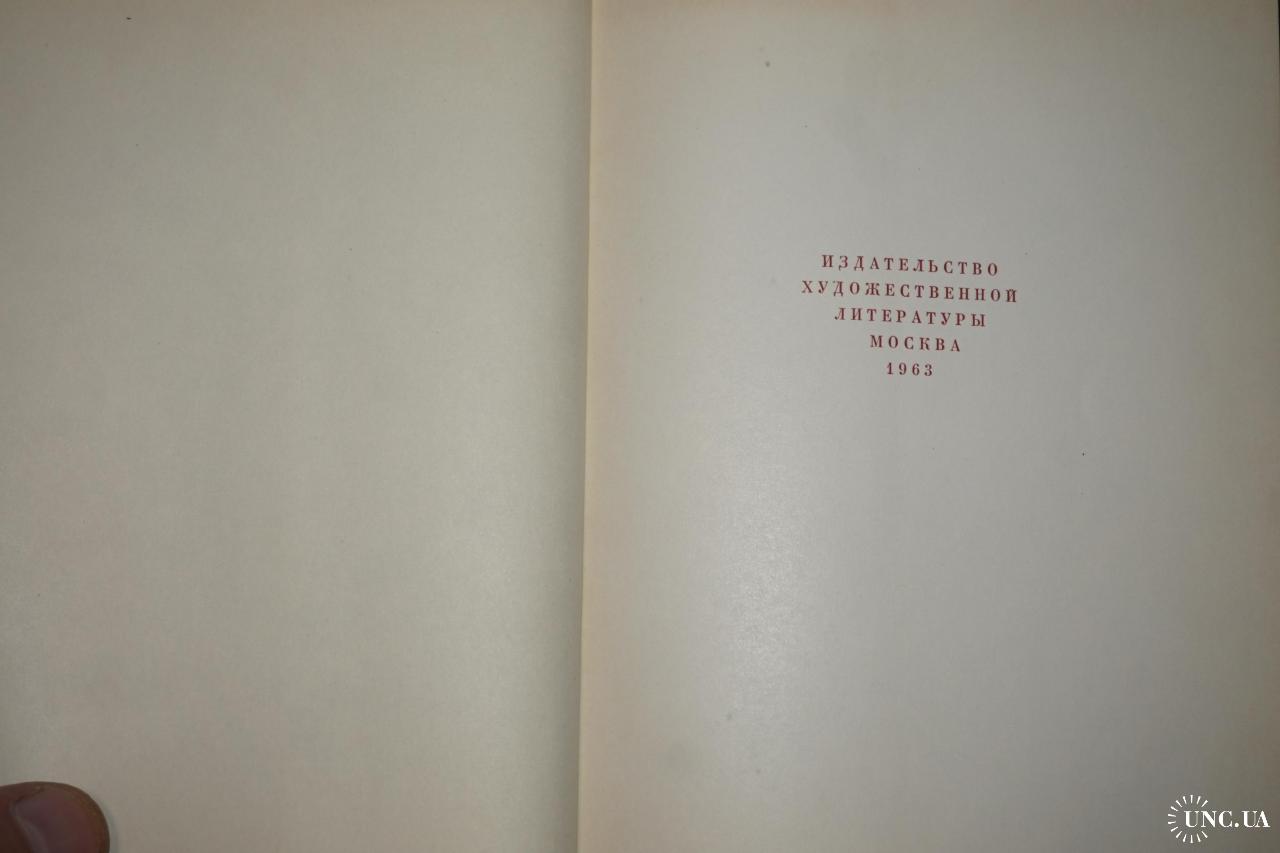 ИЗДАТЕЛЬСТВО
ХУДОЖЕСТВЕННОЙ
ЛИТЕРАТУРЫ
МОСКВА
1963
UNC.UA